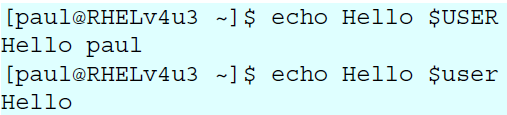 [paul@RHELv4u3 ~]$ echo Hello $USER
Hello paul
[paul@RHELv4u3 ~]$ echo Hello $user
Hello